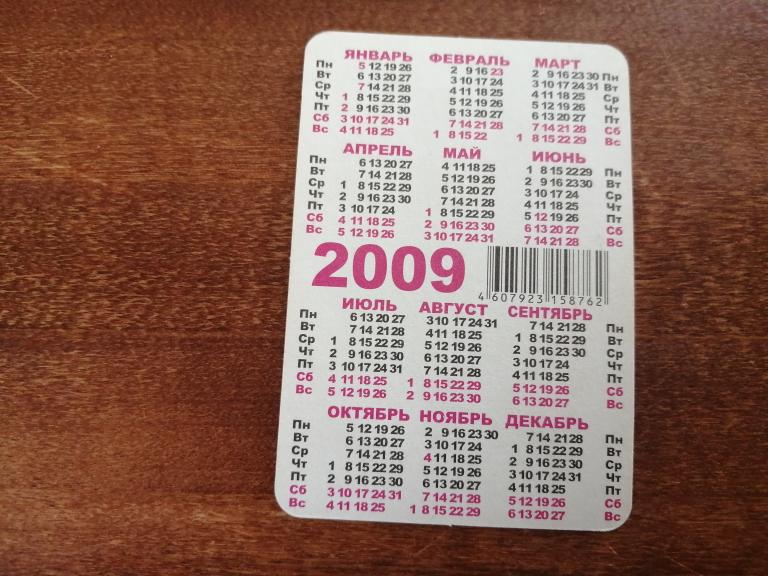 ЯНВАРЬ ФЕВРАЛЬ МАРТ
Пн 5 12 19 26 2 9 16 23 2 9 16 23 30 Пн
Вт 6 13 20 27 3 10 17 24 3 10 17 24 31 Вт
Ср 7 14 21 28 4 11 18 25 4 11 18 25 Ср
Чт 1 8 15 22 29 5 12 19 26 5 12 19 26 Чт
Пт 2 9 16 23 30 6 13 20 27 6 13 20 27 Пт
Сб 3 10 17 24 31 7 14 21 28 7 14 21 28 Сб
Вс 4 11 18 25 1 8 15 22 1 8 15 22 29 Вс
АПРЕЛЬ МАЙ ИЮНЬ
Пн 6 13 20 27 4 11 18 25 1 8 15 22 29 Пн
Вт 7 14 21 28 5 12 19 26 2 9 16 23 30 Вт
Ср 1 8 15 22 29 6 13 20 27 3 10 17 24 Ср
Чт 2 9 16 23 30 7 14 21 28 4 11 18 25 Чт
Пт 3 10 17 24 1 8 15 22 29 5 12 19 26 Пт
Сб 4 11 18 25 2 9 16 23 30 6 13 20 27 Сб
Вс 5 12 19 26 3 10 17 24 31 7 14 21 28 Вс
2009
4 607923 158762
ИЮЛЬ АВГУСТ СЕНТЯБРЬ
Пн 6 13 20 27 3 10 17 24 31 7 14 21 28 Пн
Вт 7 14 21 28 4 11 18 25 1 8 15 22 29 Вт
Ср 1 8 15 22 29 5 12 19 26 2 9 16 23 30 Ср
Чт 2 9 16 23 30 6 13 20 27 3 10 17 24 Чт
Пт 3 10 17 24 31 7 14 21 28 4 11 18 25 Пт
Сб 4 11 18 25 1 8 15 22 29 5 12 19 26 Сб
Вс 5 12 19 26 2 9 16 23 30 6 13 20 27 Вс
ОКТЯБРЬ НОЯБРЬ ДЕКАБРЬ
Пн 5 12 19 26 2 9 16 23 30 7 14 21 28 Пн
Вт 6 13 20 27 3 10 17 24 1 8 15 22 29 Вт
Ср 7 14 21 28 4 11 18 25 2 9 16 23 30 Ср
Чт 1 8 15 22 29 5 12 19 26 3 10 17 24 31 Чт
Пт 2 9 16 23 30 6 13 20 27 4 11 18 25 Пт
Сб 3 10 17 24 31 7 14 21 28 5 12 19 26 Сб
Вс 4 11 18 25 1 8 15 22 29 6 13 20 27 Вс